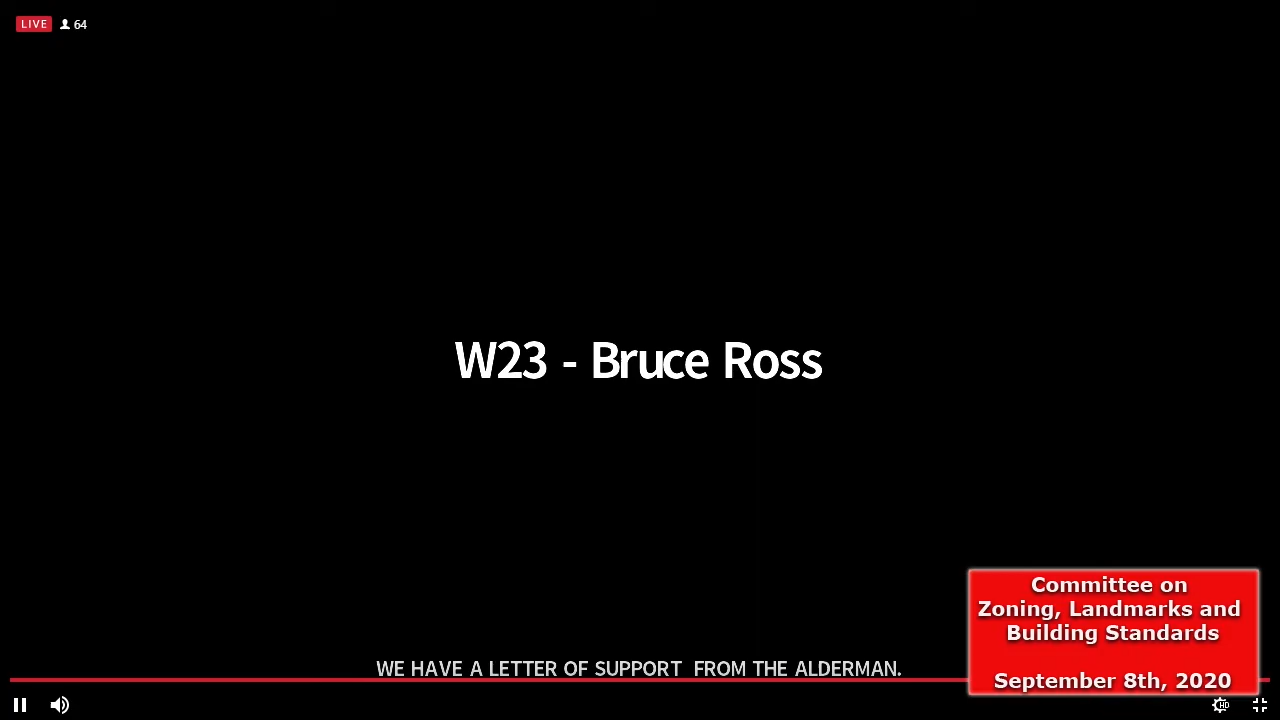 LIVE 64
W23 - Bruce Ross
Committee on
Zoning, Landmarks and
Building Standards
September 8th, 2020
WE HAVE A LETTER OF SUPPORT FROM THE ALDERMAN.
HD